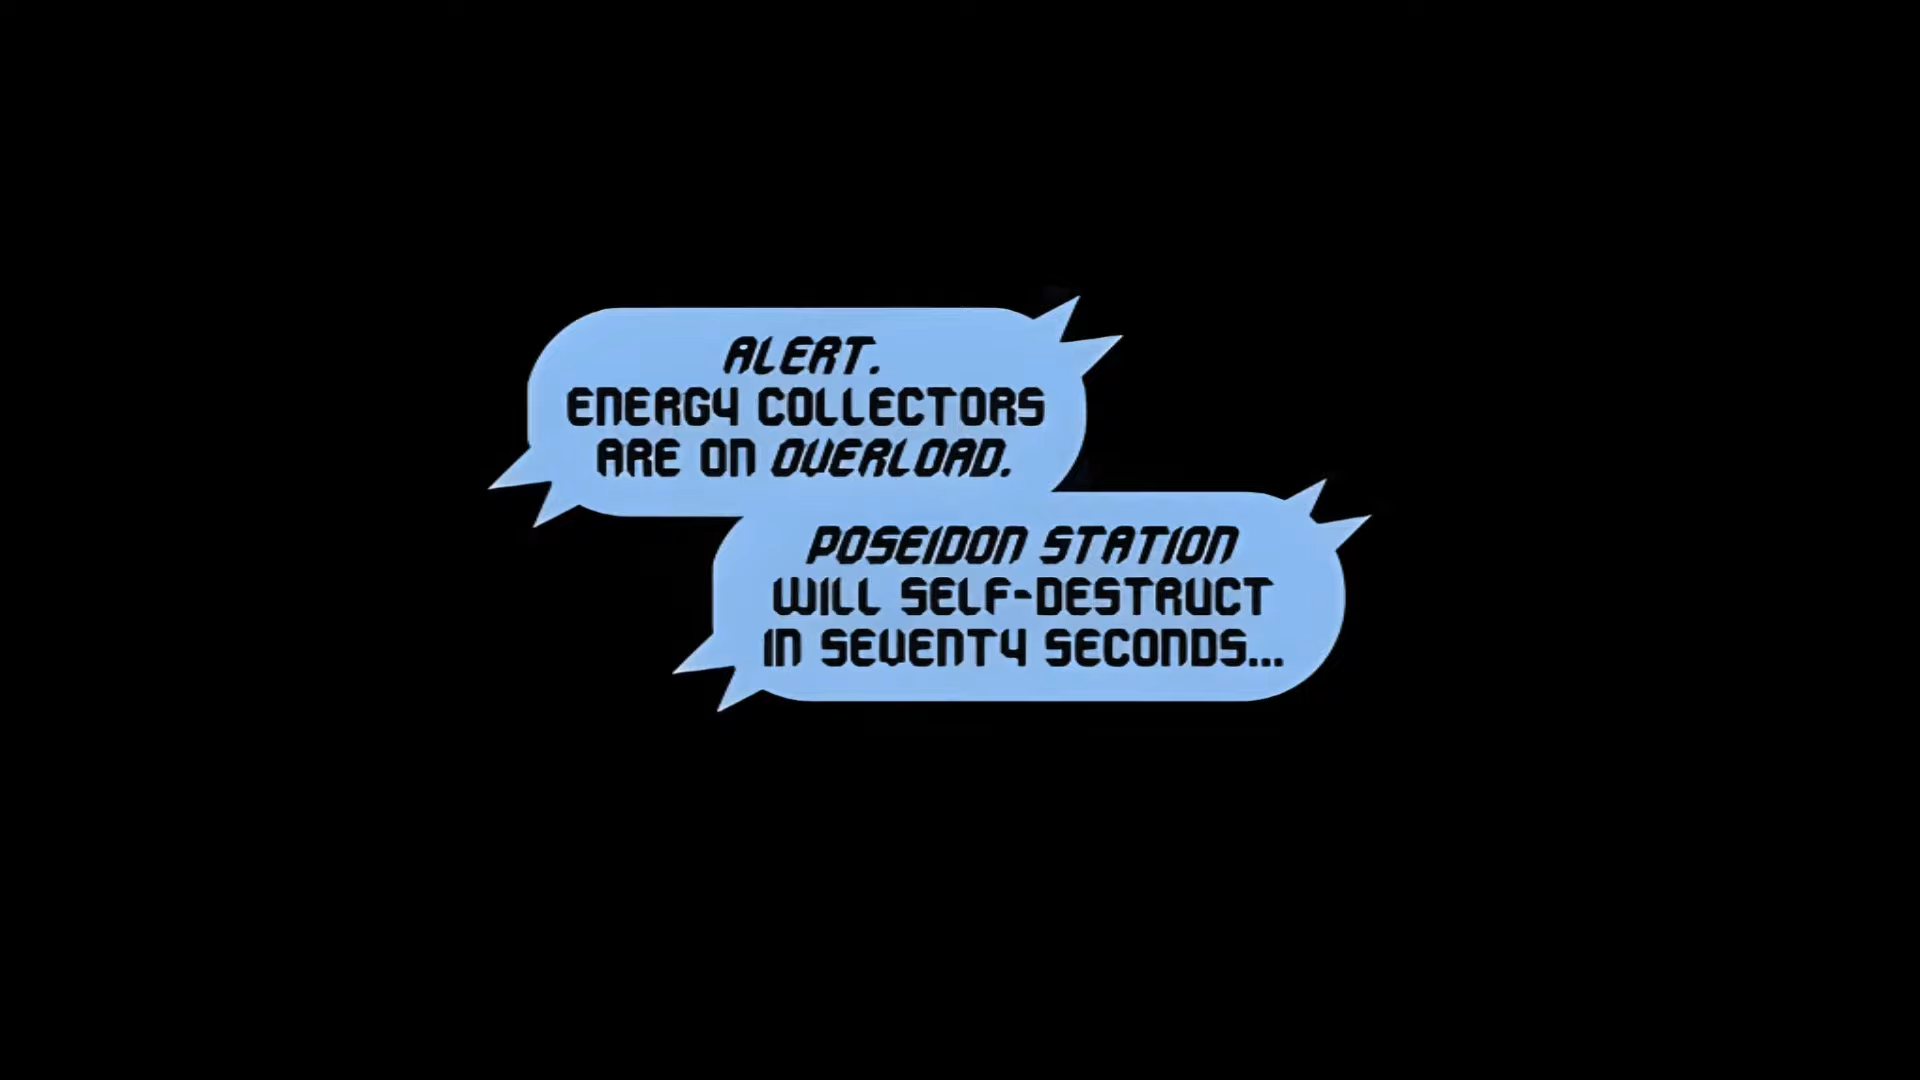 ALERT.
ENERGY COLLECTORS
ARE ON OVERLOAD.
POSEIDON STATION
WILL SELF-DESTRUCT
IN SEVENTY SECONDS...